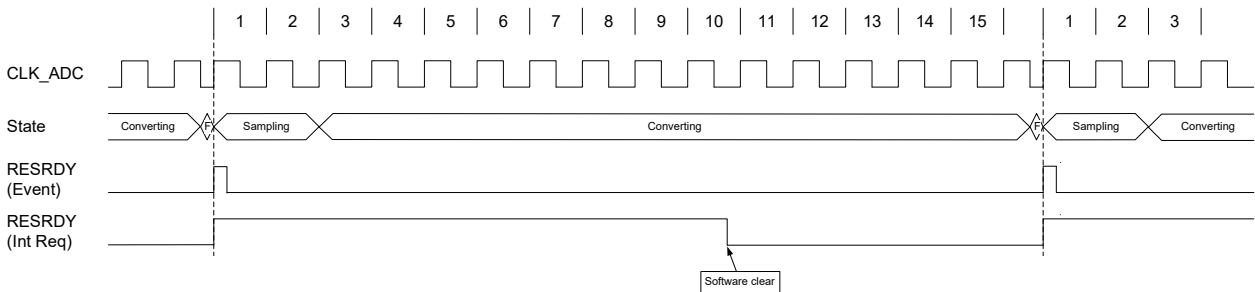 1 2 3 4 5 6 7 8 9 10 11 12 13 14 15 1 2 3
CLK_ADC
State Converting F Sampling Converting F Sampling Converting
RESRDY
(Event)
RESRDY
(Int Req)
Software clear